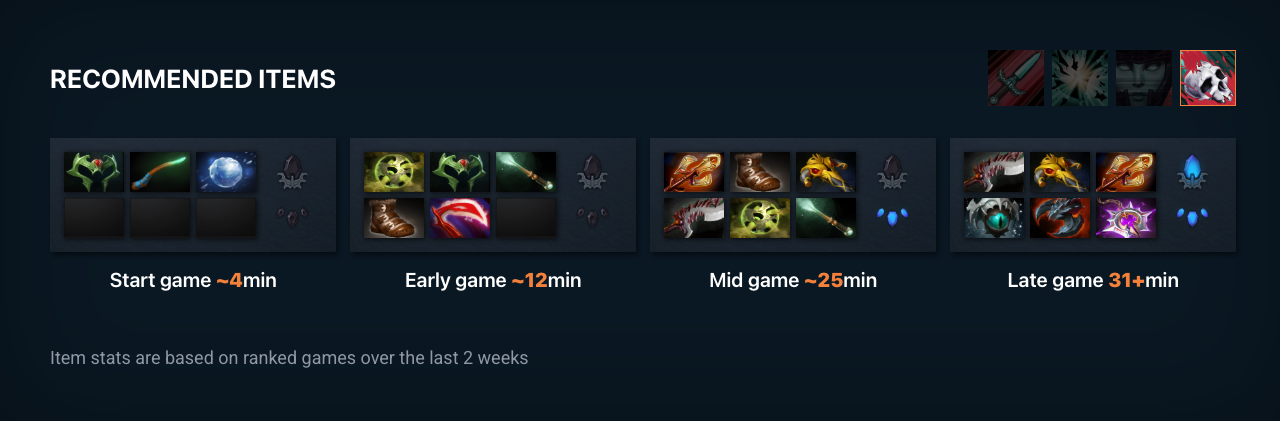 RECOMMENDED ITEMS
Start game ~4min
Early game ~12min
Mid game ~25min
Late game 31+min
Item stats are based on ranked games over the last 2 weeks